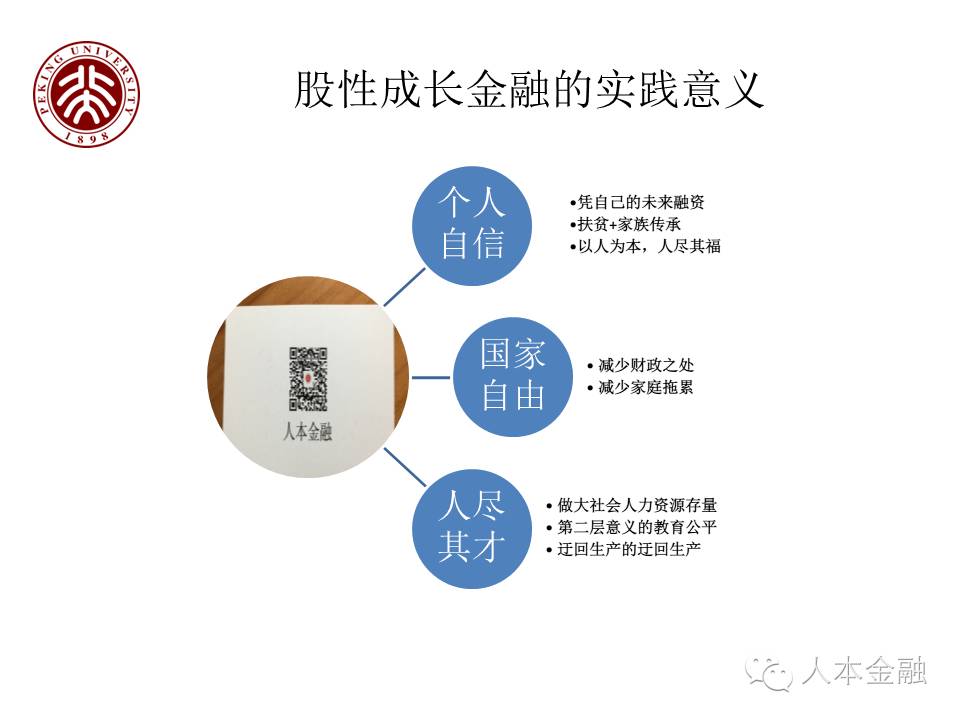 PEKING UNIVERSITY
1898
股性成长金融的实践意义
个人
自信
•凭自己的未来融资
•扶贫+家族传承
•以人为本，人尽其福
人本金融
国家
自由
• 减少财政之处
• 减少家庭拖累
人尽
其才
• 做大社会人力资源存量
• 第二层意义的教育公平
• 迂回生产的迂回生产
人本金融